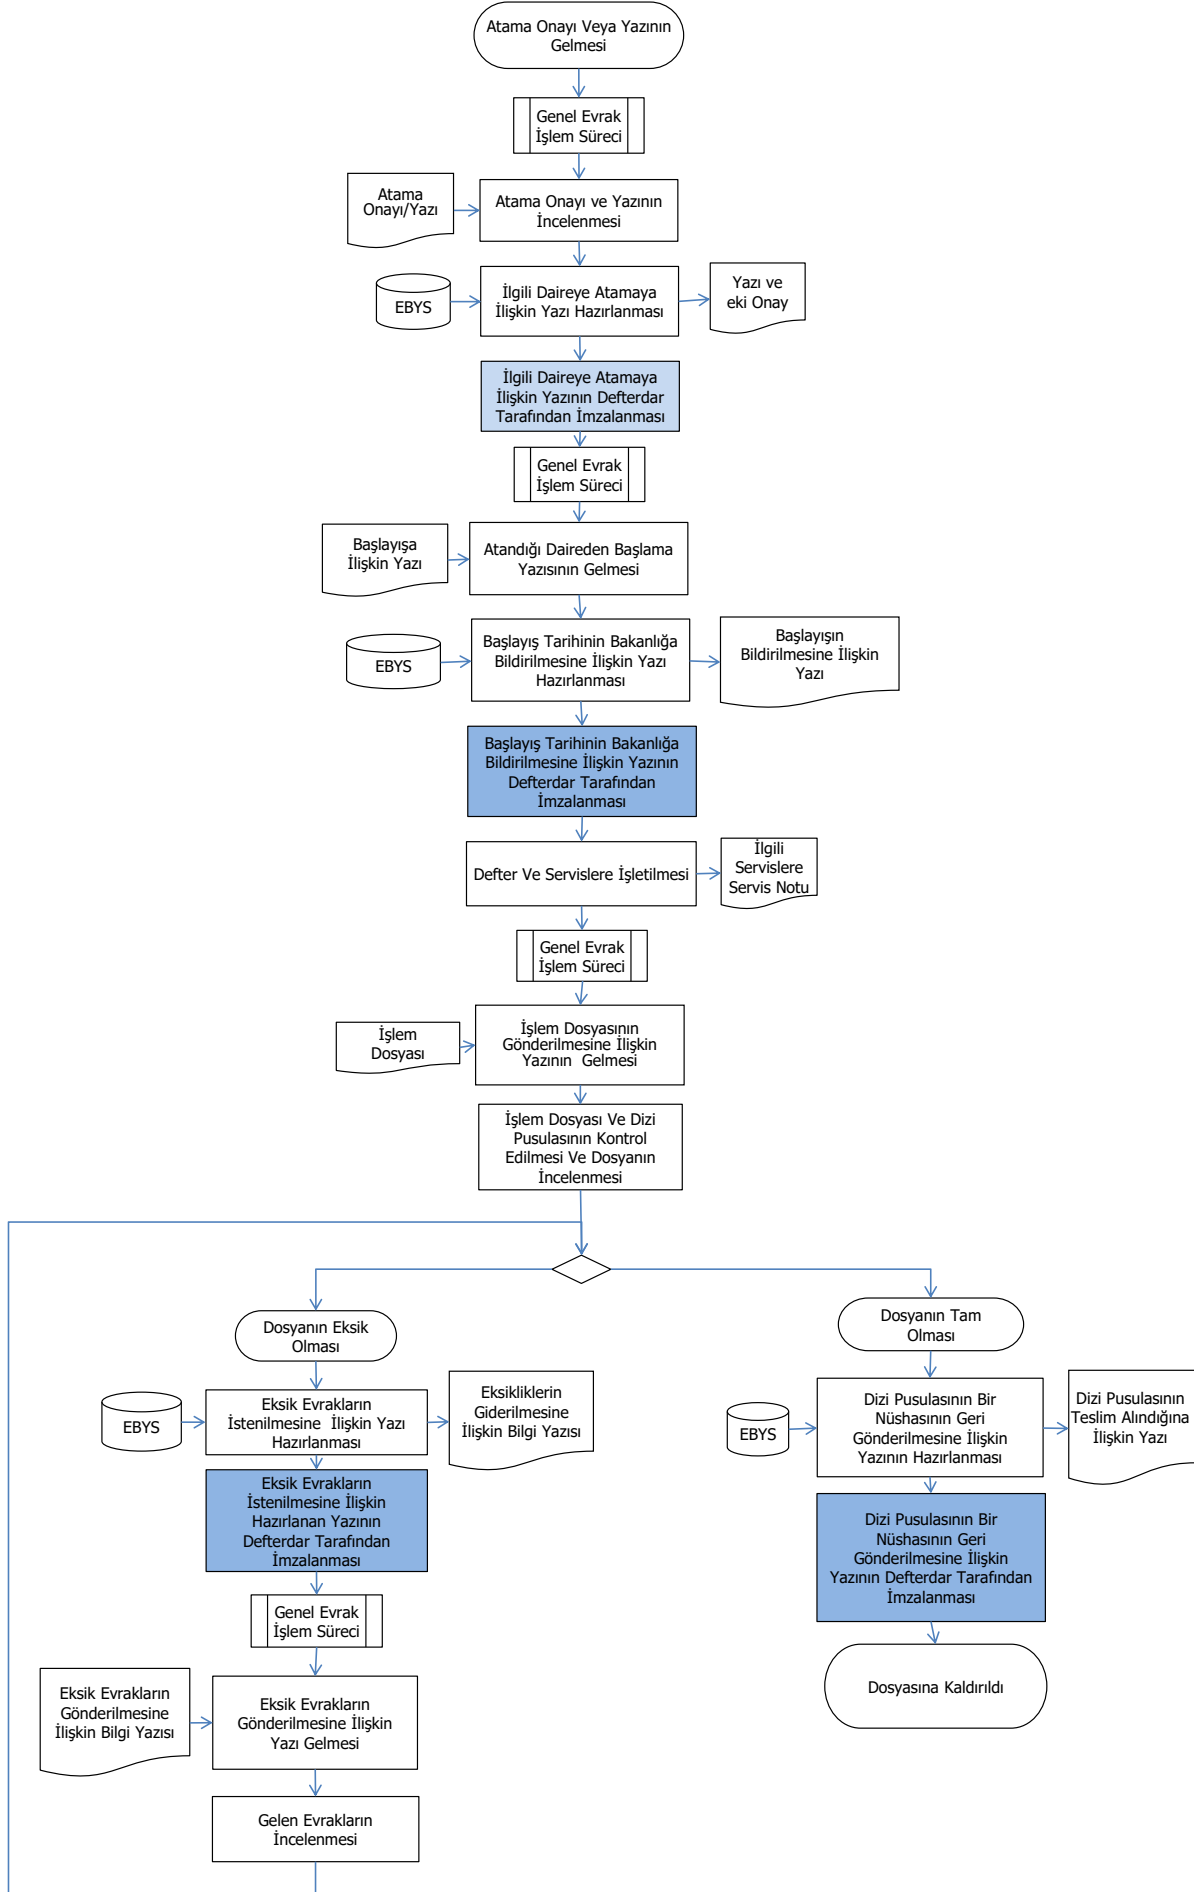 Atama Onayı Veya Yazının
Gelmesi
Genel Evrak
İşlem Süreci
Atama
Onayı/Yazı
Atama Onayı ve Yazının
İncelenmesi
EBYS
İlgili Daireye Atamaya
İlişkin Yazı Hazırlanması
Yazı ve
eki Onay
İlgili Daireye Atamaya
İlişkin Yazının Defterdar
Tarafından İmzalanması
Genel Evrak
İşlem Süreci
Başlayışa
İlişkin Yazı
Atandığı Daireden Başlama
Yazısının Gelmesi
EBYS
Başlayış Tarihinin Bakanlığa
Bildirilmesine İlişkin Yazı
Hazırlanması
Başlayışın
Bildirilmesine İlişkin
Yazı
Başlayış Tarihinin Bakanlığa
Bildirilmesine İlişkin Yazının
Defterdar Tarafından
İmzalanması
Defter Ve Servislere İşletilmesi
İlgili
Servislere
Servis Notu
Genel Evrak
İşlem Süreci
İşlem
Dosyası
İşlem Dosyasının
Gönderilmesine İlişkin
Yazının Gelmesi
İşlem Dosyası Ve Dizi
Pusulasının Kontrol
Edilmesi Ve Dosyanın
İncelenmesi
Dosyanın Eksik
Olması
EBYS
Eksik Evrakların
İstenilmesine İlişkin Yazı
Hazırlanması
Eksikliklerin
Giderilmesine
İlişkin Bilgi Yazısı
Eksik Evrakların
İstenilmesine İlişkin
Hazırlanan Yazının
Defterdar Tarafından
İmzalanması
Genel Evrak
İşlem Süreci
Eksik Evrakların
Gönderilmesine
İlişkin Bilgi Yazısı
Eksik Evrakların
Gönderilmesine İlişkin
Yazı Gelmesi
Gelen Evrakların
İncelenmesi
Dosyanın Tam
Olması
EBYS
Dizi Pusulasının Bir
Nüshasının Geri
Gönderilmesine İlişkin
Yazının Hazırlanması
Dizi Pusulasının
Teslim Alındığına
İlişkin Yazı
Dizi Pusulasının Bir
Nüshasının Geri
Gönderilmesine İlişkin
Yazının Defterdar Tarafından
İmzalanması
Dosyasına Kaldırıldı